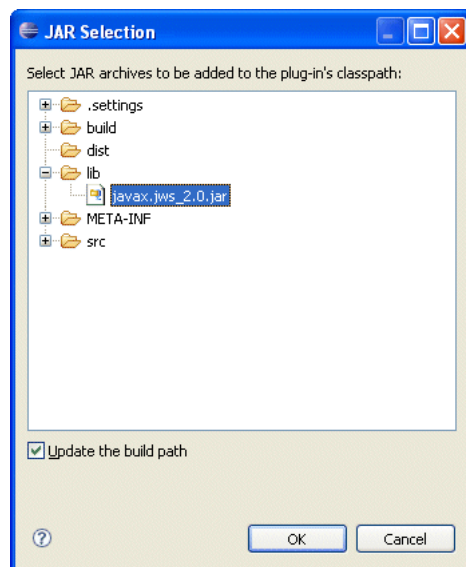 JAR Selection
Select JAR archives to be added to the plug-in's classpath:
.settings
build
dist
lib
javax.jws_2.0.jar
META-INF
src
Update the build path
OK
Cancel